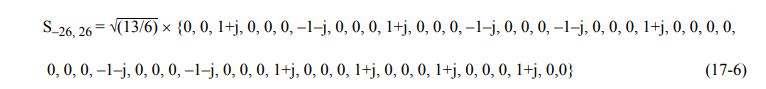 S–26, 26 = √(13/6) × {0, 0, 1+j, 0, 0, 0, –1–j, 0, 0, 0, 1+j, 0, 0, 0, –1–j, 0, 0, 0, –1–j, 0, 0, 0, 1+j, 0, 0, 0, 0,
0, 0, 0, –1–j, 0, 0, 0, –1–j, 0, 0, 0, 1+j, 0, 0, 0, 1+j, 0, 0, 0, 1+j, 0, 0, 0, 1+j, 0,0} (17-6)